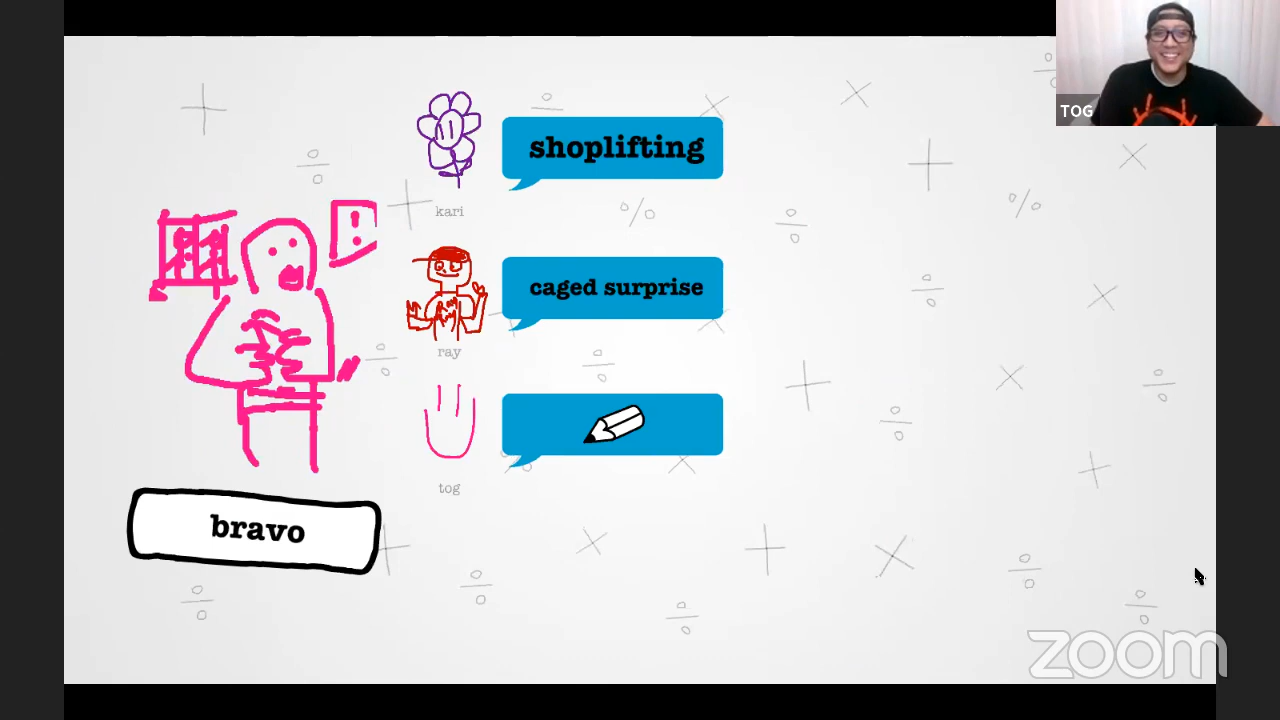 TOG
shoplifting
kari
caged surprise
ray
tog
bravo
zoom